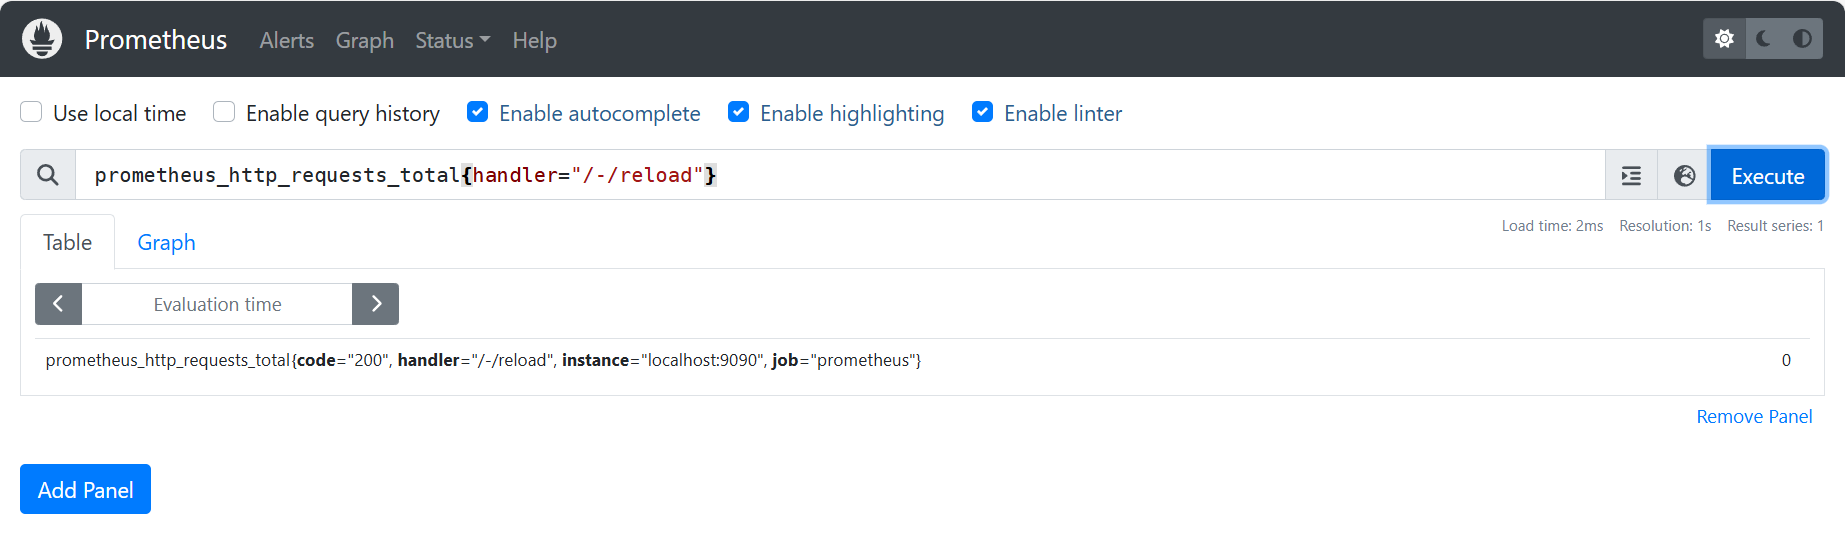 Prometheus Alerts Graph Status Help
Use local time Enable query history Enable autocomplete Enable highlighting Enable linter
prometheus_http_requests_total{handler="/-/reload"} Execute
Table Graph Load time: 2ms Resolution: 1s Result series: 1
Evaluation time
prometheus_http_requests_total{code="200", handler="/-/reload", instance="localhost:9090", job="prometheus"} 0
Remove Panel
Add Panel